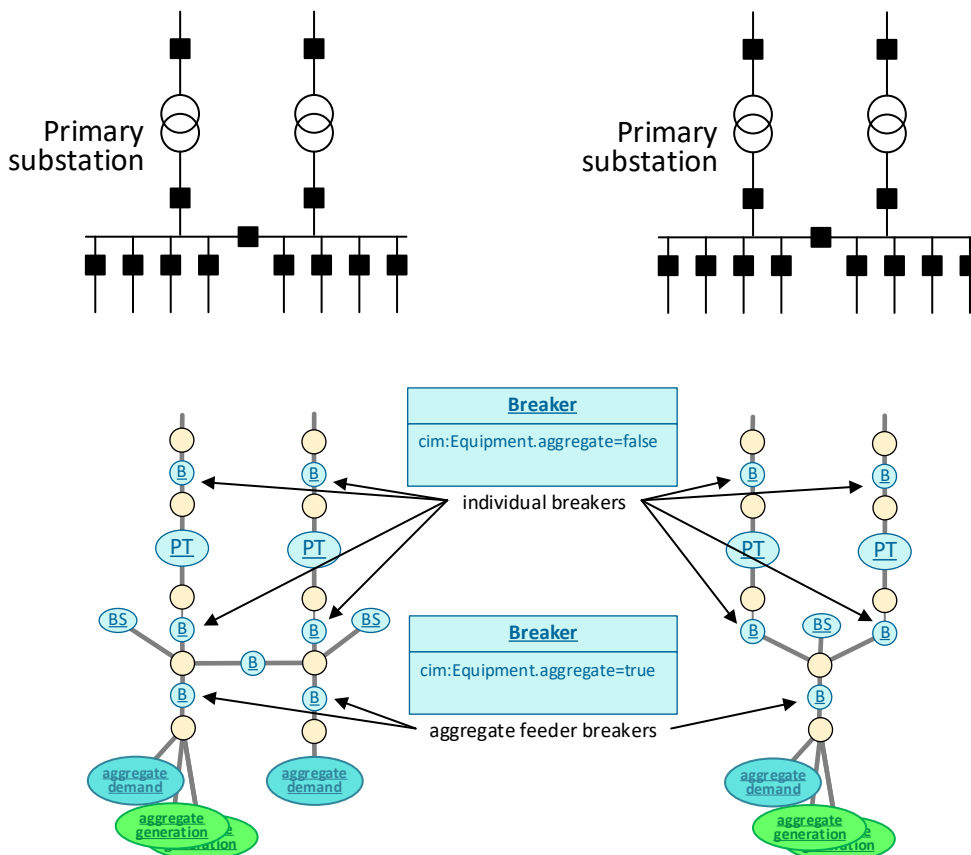 Primary
substation
Primary
substation
Breaker
cim:Equipment.aggregate=false
B
B
B
B
individual breakers
PT
PT
PT
PT
BS
BS
BS
B
B
B
B
Breaker
B
cim:Equipment.aggregate=true
B
B
B
aggregate feeder breakers
aggregate
demand
aggregate
demand
aggregate
demand
aggregate
generation
aggregate
generation